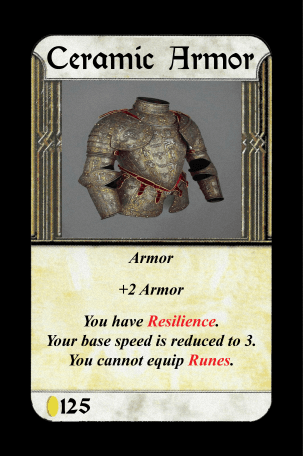 Ceramic Armor
Armor
+2 Armor
You have Resilience.
Your base speed is reduced to 3.
You cannot equip Runes.
125